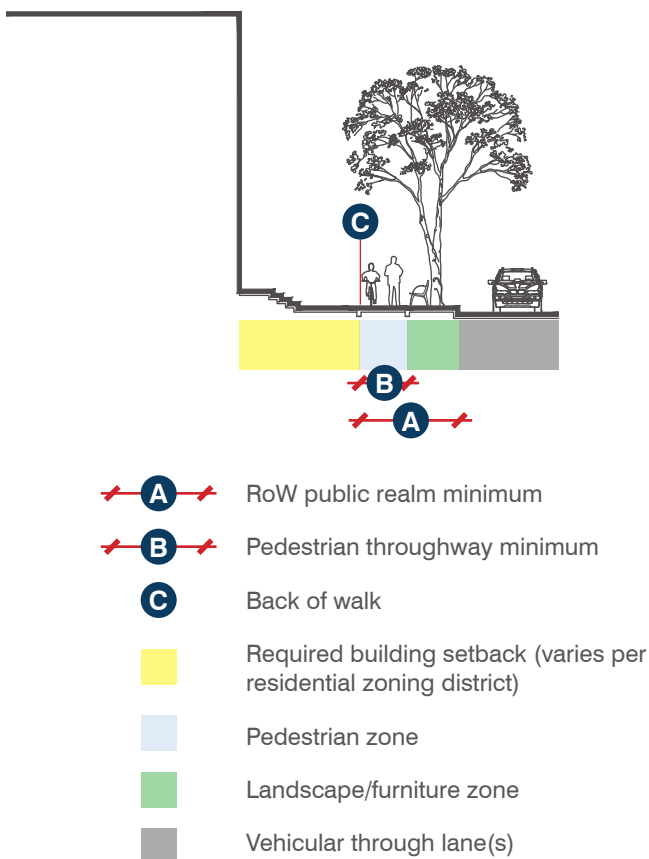 C
B
A
A RoW public realm minimum
B Pedestrian throughway minimum
C Back of walk
Required building setback (varies per
residential zoning district)
Pedestrian zone
Landscape/furniture zone
Vehicular through lane(s)